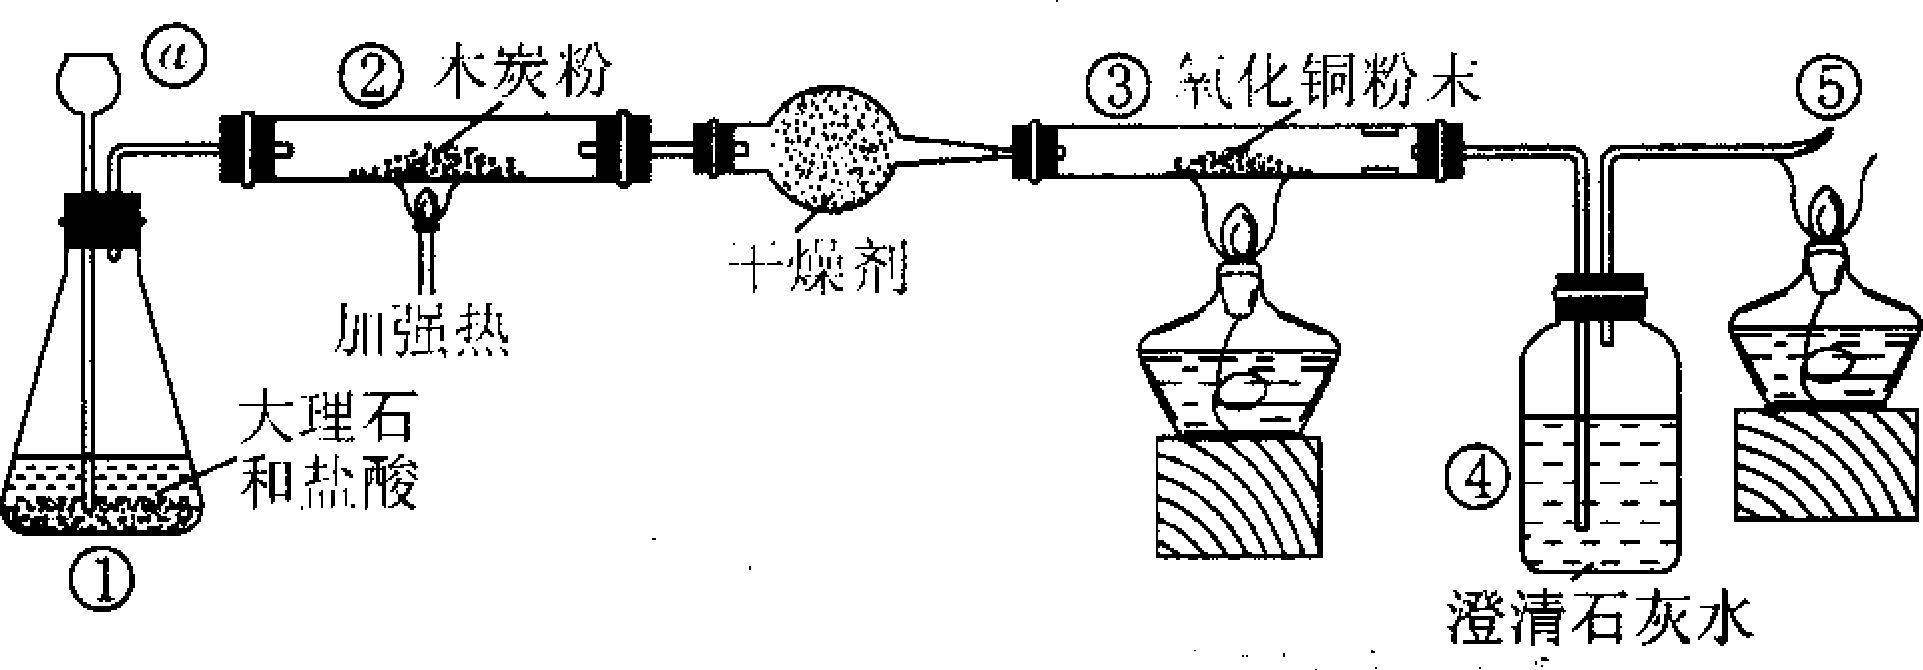 a
② 木炭粉
③ 氧化铜粉末
⑤
干燥剂
加强热
大理石
和盐酸
④
①
澄清石灰水